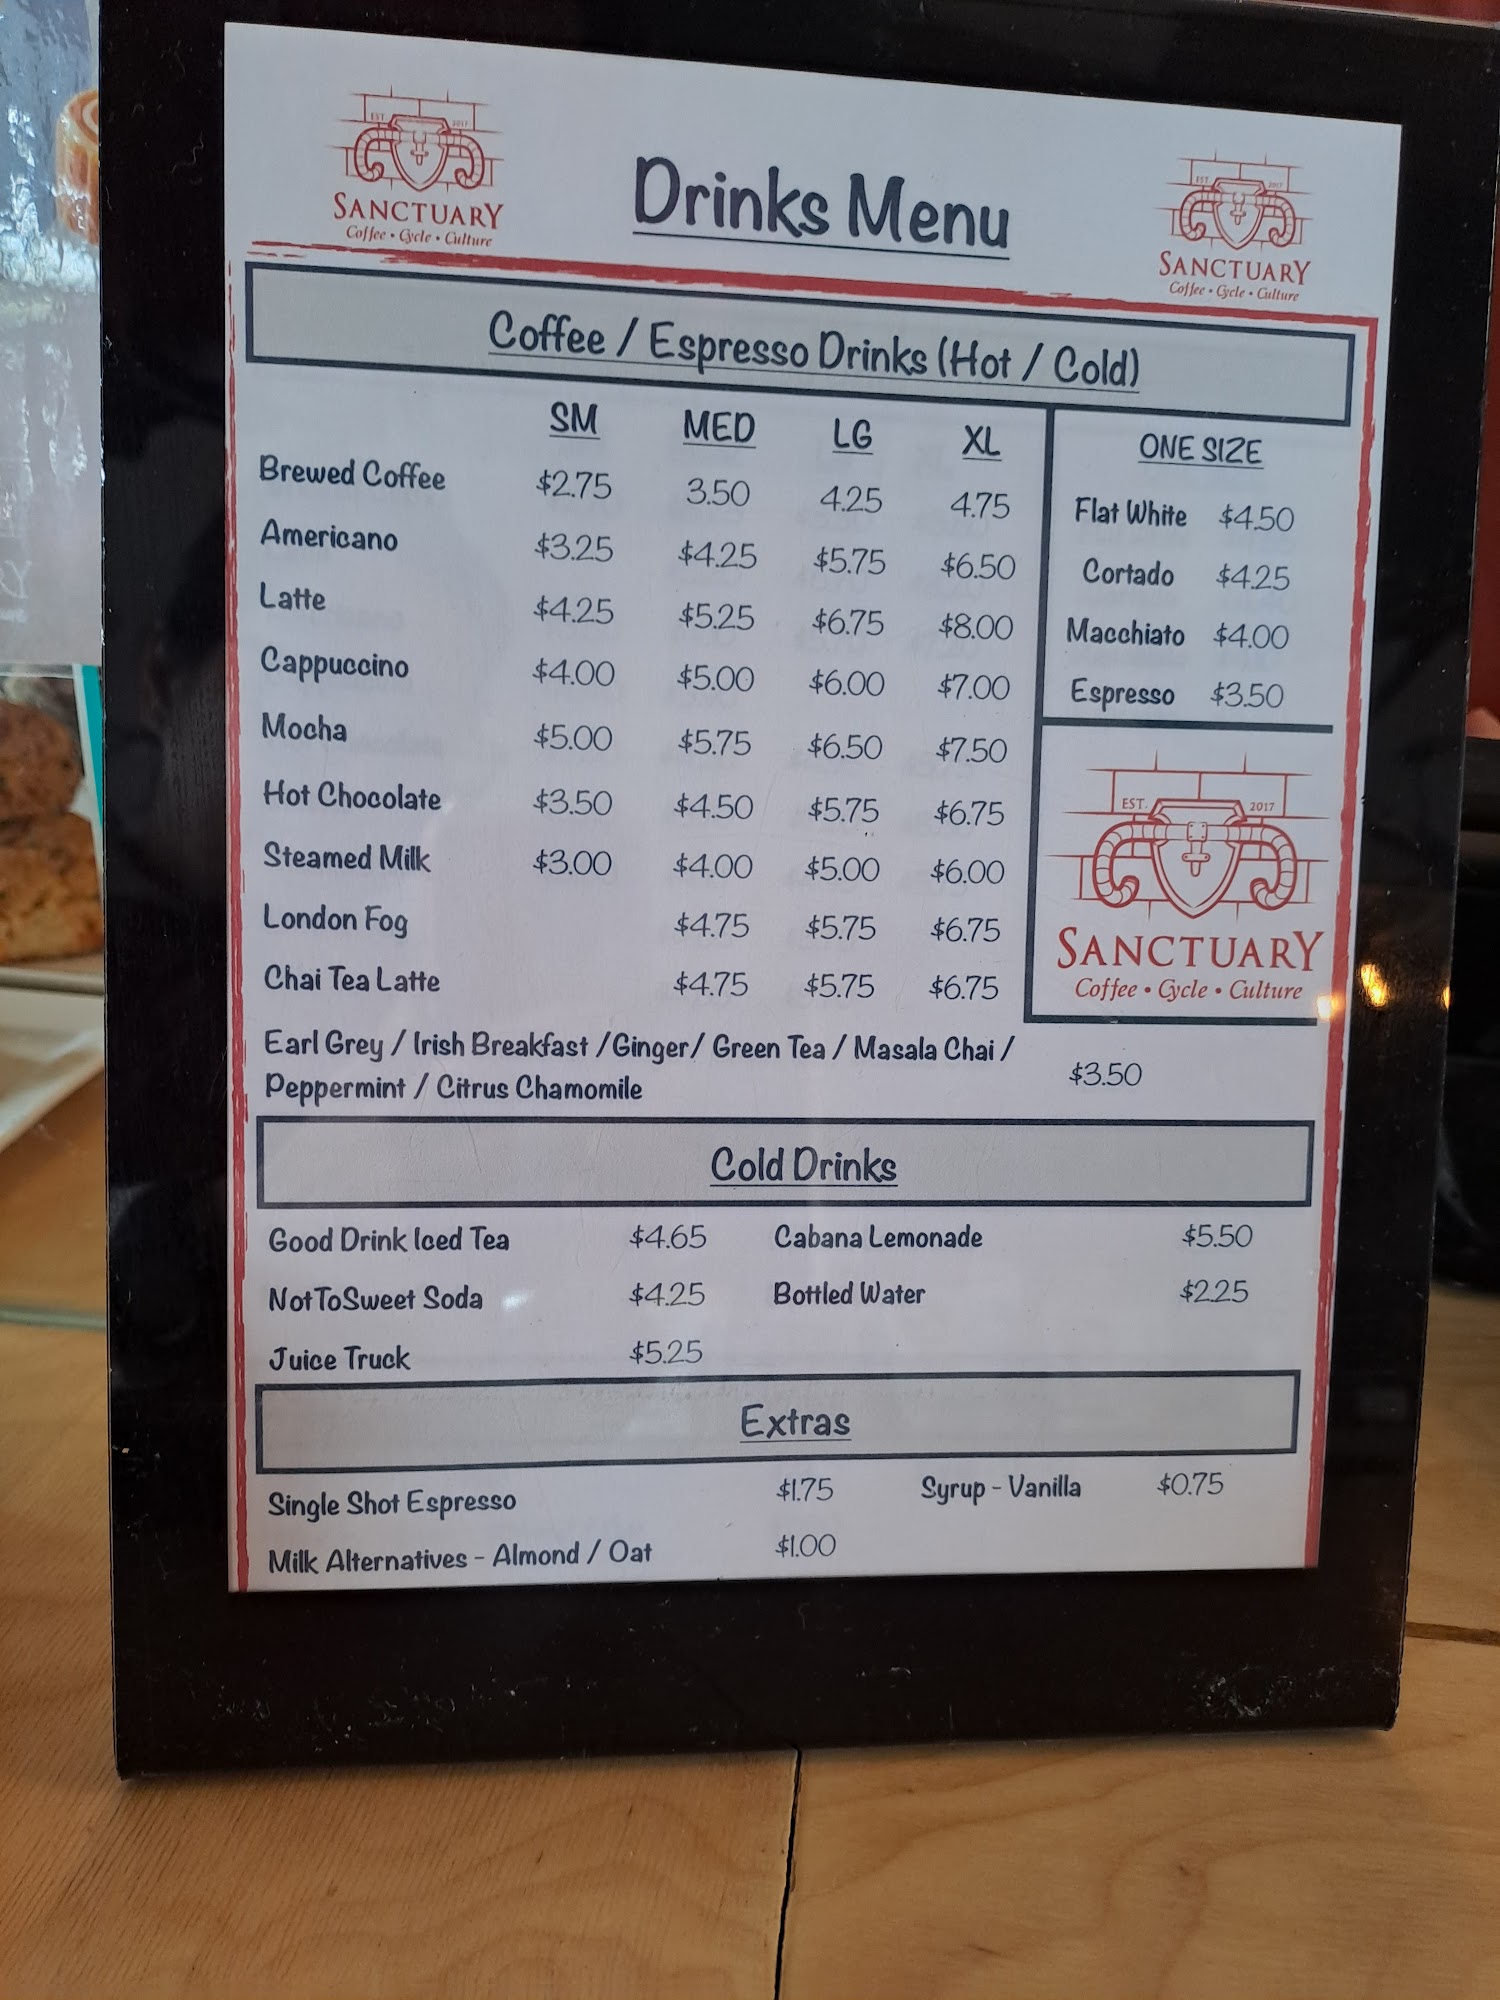 EST. 2017
SANCTUARY
Coffee • Cycle • Culture
Drinks Menu
EST. 2017
SANCTUARY
Coffee • Cycle • Culture
Coffee / Espresso Drinks (Hot / Cold)
SM MED LG XL
Brewed Coffee $2.75 3.50 4.25 4.75
Americano $3.25 $4.25 $5.75 $6.50
Latte $4.25 $5.25 $6.75 $8.00
Cappuccino $4.00 $5.00 $6.00 $7.00
Mocha $5.00 $5.75 $6.50 $7.50
Hot Chocolate $3.50 $4.50 $5.75 $6.75
Steamed Milk $3.00 $4.00 $5.00 $6.00
London Fog $4.75 $5.75 $6.75
Chai Tea Latte $4.75 $5.75 $6.75
ONE SIZE
Flat White $4.50
Cortado $4.25
Macchiato $4.00
Espresso $3.50
EST. 2017
SANCTUARY
Coffee • Cycle • Culture
Earl Grey / Irish Breakfast /Ginger/ Green Tea / Masala Chai /
Peppermint / Citrus Chamomile $3.50
Cold Drinks
Good Drink Iced Tea $4.65 Cabana Lemonade $5.50
NotToSweet Soda $4.25 Bottled Water $2.25
Juice Truck $5.25
Extras
Single Shot Espresso $1.75 Syrup - Vanilla $0.75
Milk Alternatives - Almond / Oat $1.00